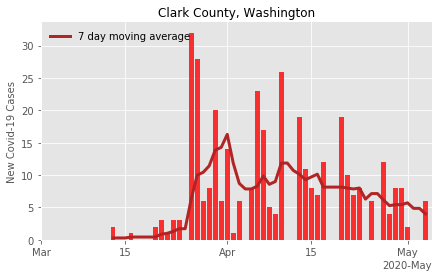 Clark County, Washington
7 day moving average
New Covid-19 Cases
30
25
20
15
10
5
0
Mar
15
Apr
15
May
2020-May